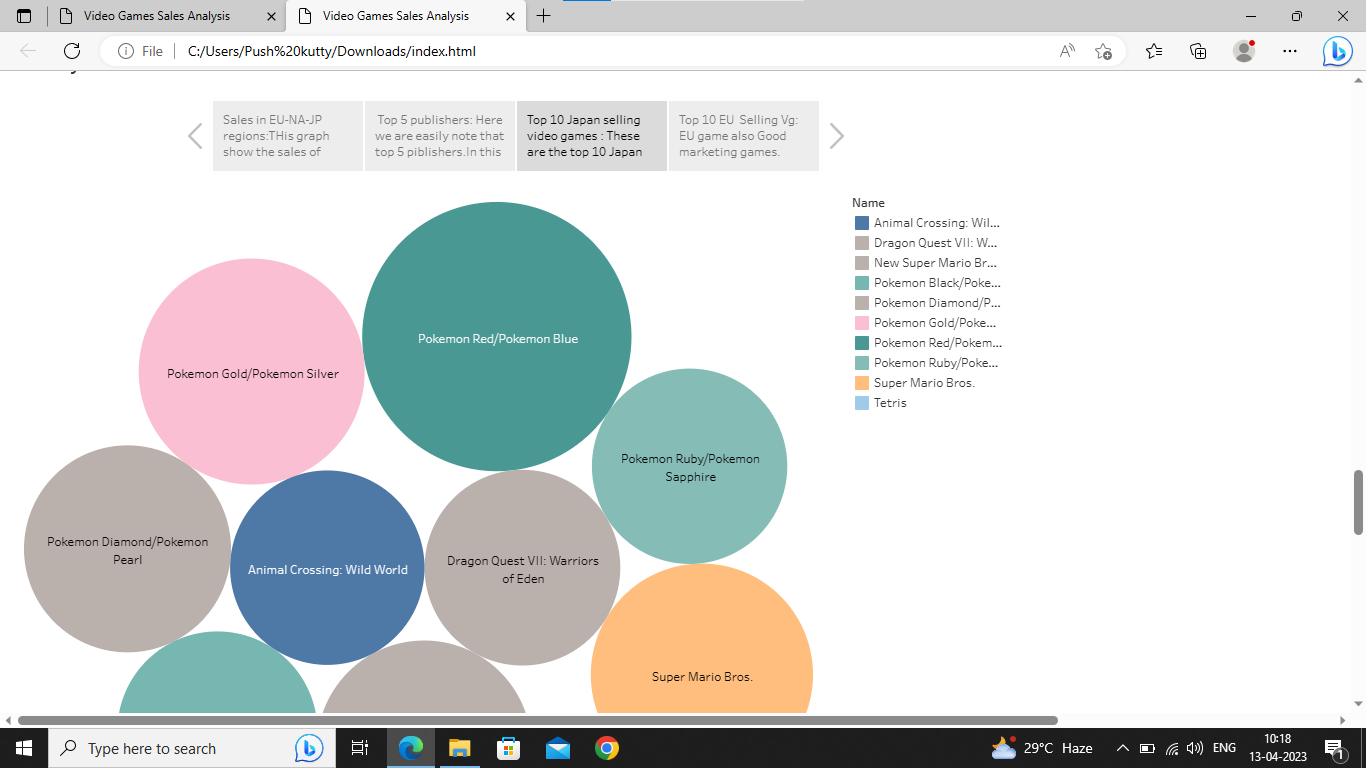 Video Games Sales Analysis
Video Games Sales Analysis
File
C:/Users/Push%20kutty/Downloads/index.html
Sales in EU-NA-JP
regions:THis graph
show the sales of
Top 5 publishers: Here
we are easily note that
top 5 piblishers.In this
Top 10 Japan selling
video games : These
are the top 10 Japan
Top 10 EU Selling Vg:
EU game also Good
marketing games.
Pokemon Red/Pokemon Blue
Pokemon Gold/Pokemon Silver
Pokemon Ruby/Pokemon
Sapphire
Pokemon Diamond/Pokemon
Pearl
Animal Crossing: Wild World
Dragon Quest VII: Warriors
of Eden
Super Mario Bros.
Name
Animal Crossing: Wil...
Dragon Quest VII: W...
New Super Mario Br...
Pokemon Black/Poke...
Pokemon Diamond/P...
Pokemon Gold/Poke...
Pokemon Red/Pokem...
Pokemon Ruby/Poke...
Super Mario Bros.
Tetris
Type here to search
29°C Haze
ENG
10:18
13-04-2023
1